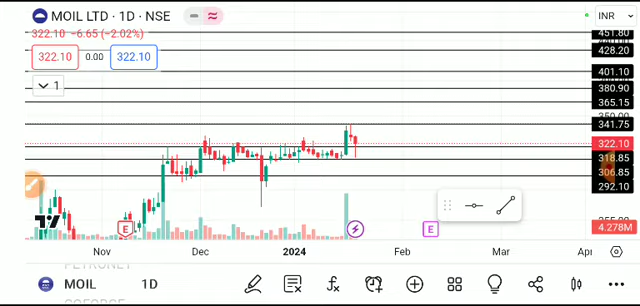 MOIL LTD · 1D · NSE
INR
322.10 −6.65 (−2.02%)
322.10
0.00
322.10
1
451.80
428.20
401.10
380.90
365.15
350.00
341.75
322.10
318.85
306.85
292.10
4.278M
E
E
Nov
Dec
2024
Feb
Mar
Apr
MOIL
1D